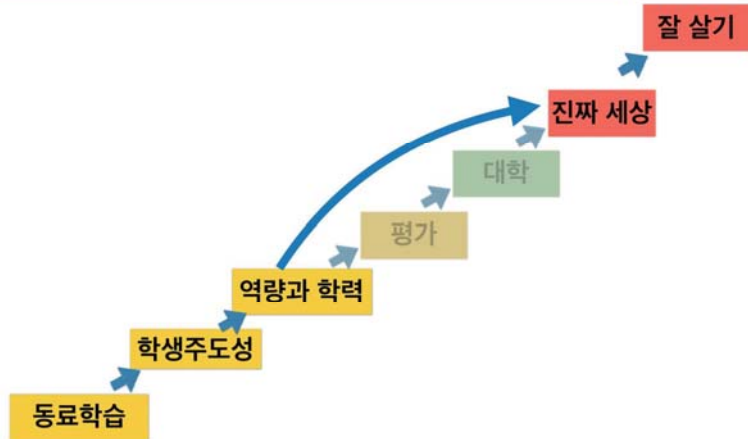 잘 살기
진짜 세상
대학
평가
역량과 학력
학생주도성
동료학습